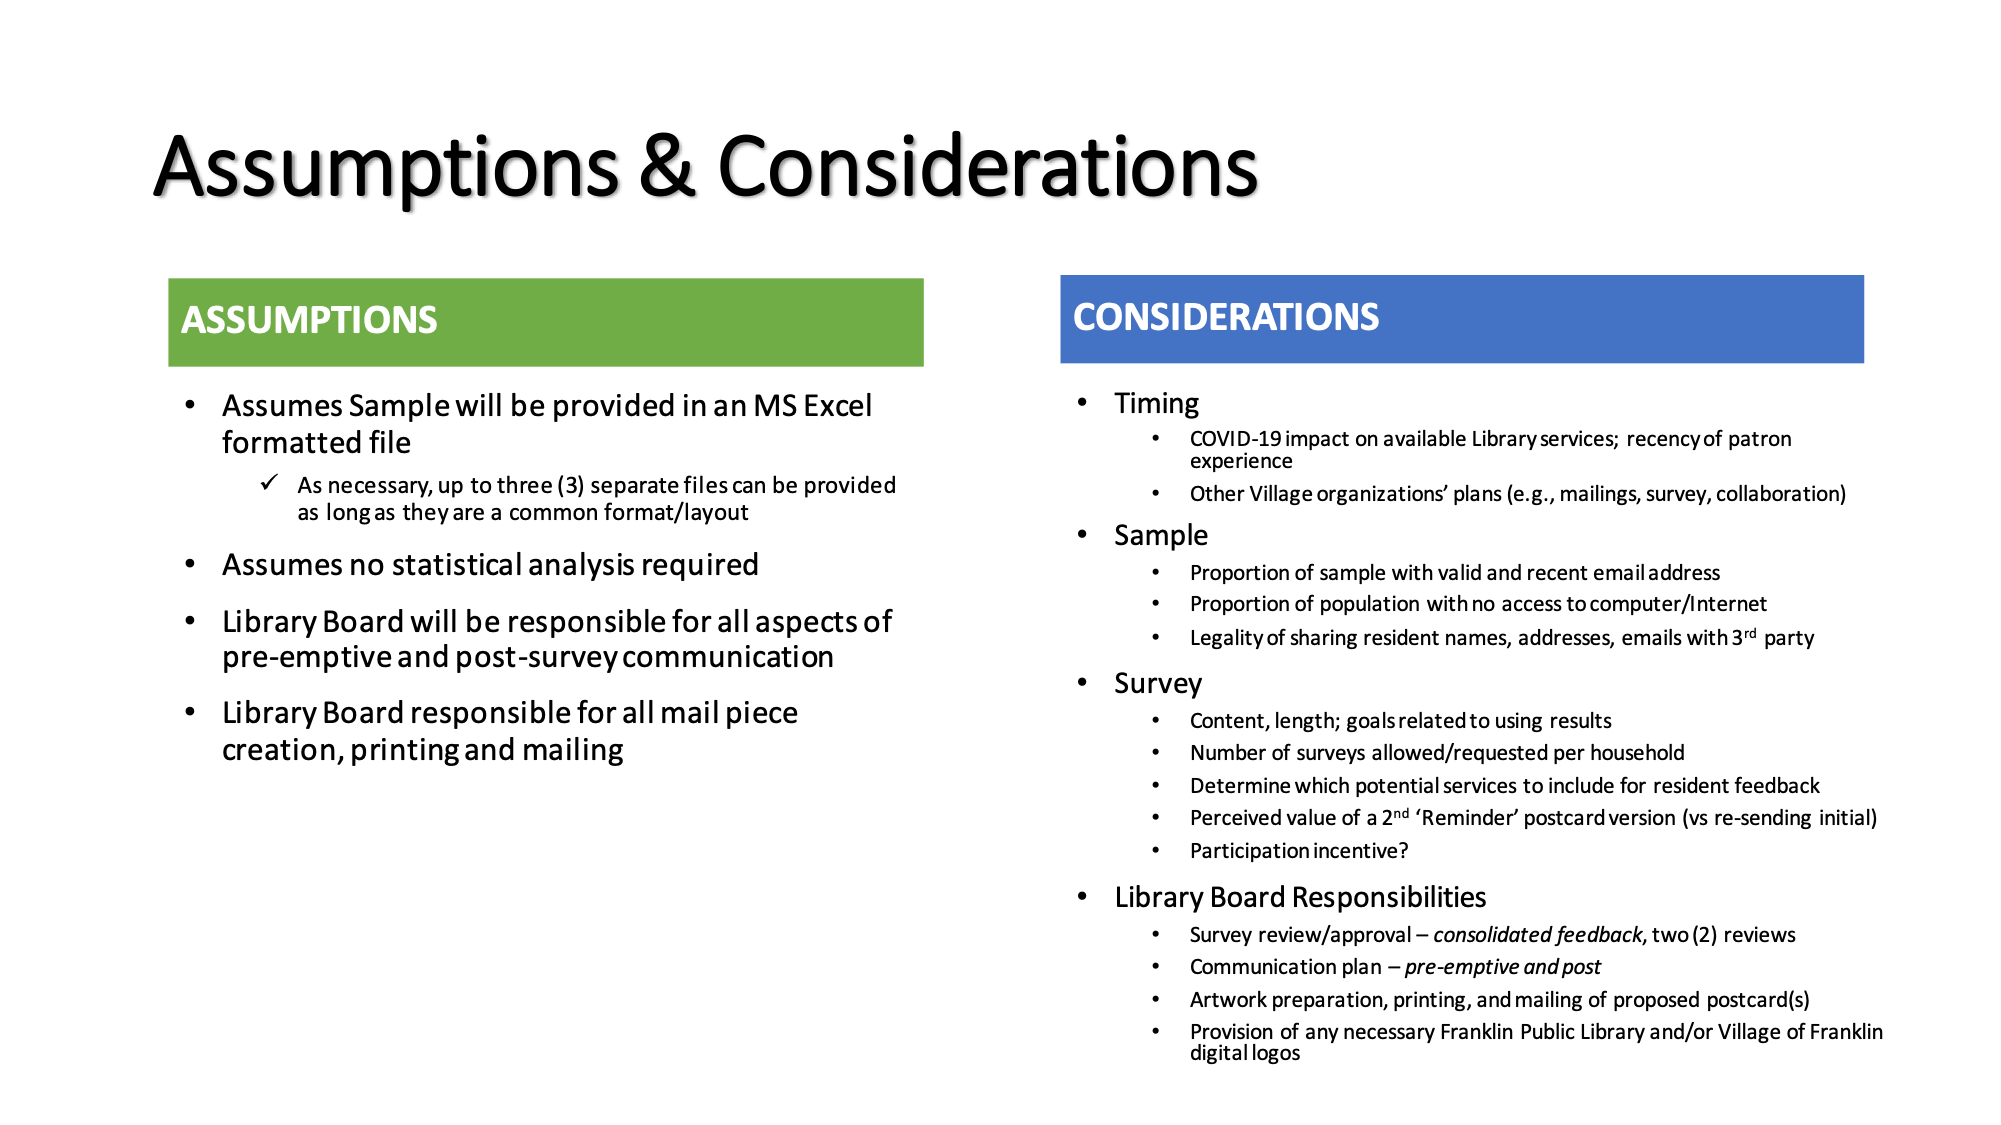 Assumptions & Considerations
ASSUMPTIONS
• Assumes Sample will be provided in an MS Excel
formatted file
✓ As necessary, up to three (3) separate files can be provided
as long as they are a common format/layout
• Assumes no statistical analysis required
• Library Board will be responsible for all aspects of
pre-emptive and post-survey communication
• Library Board responsible for all mail piece
creation, printing and mailing
CONSIDERATIONS
• Timing
• COVID-19 impact on available Library services; recency of patron
experience
• Other Village organizations’ plans (e.g., mailings, survey, collaboration)
• Sample
• Proportion of sample with valid and recent email address
• Proportion of population with no access to computer/Internet
• Legality of sharing resident names, addresses, emails with 3rd party
• Survey
• Content, length; goals related to using results
• Number of surveys allowed/requested per household
• Determine which potential services to include for resident feedback
• Perceived value of a 2nd ‘Reminder’ postcard version (vs re-sending initial)
• Participation incentive?
• Library Board Responsibilities
• Survey review/approval – consolidated feedback, two (2) reviews
• Communication plan – pre-emptive and post
• Artwork preparation, printing, and mailing of proposed postcard(s)
• Provision of any necessary Franklin Public Library and/or Village of Franklin
digital logos